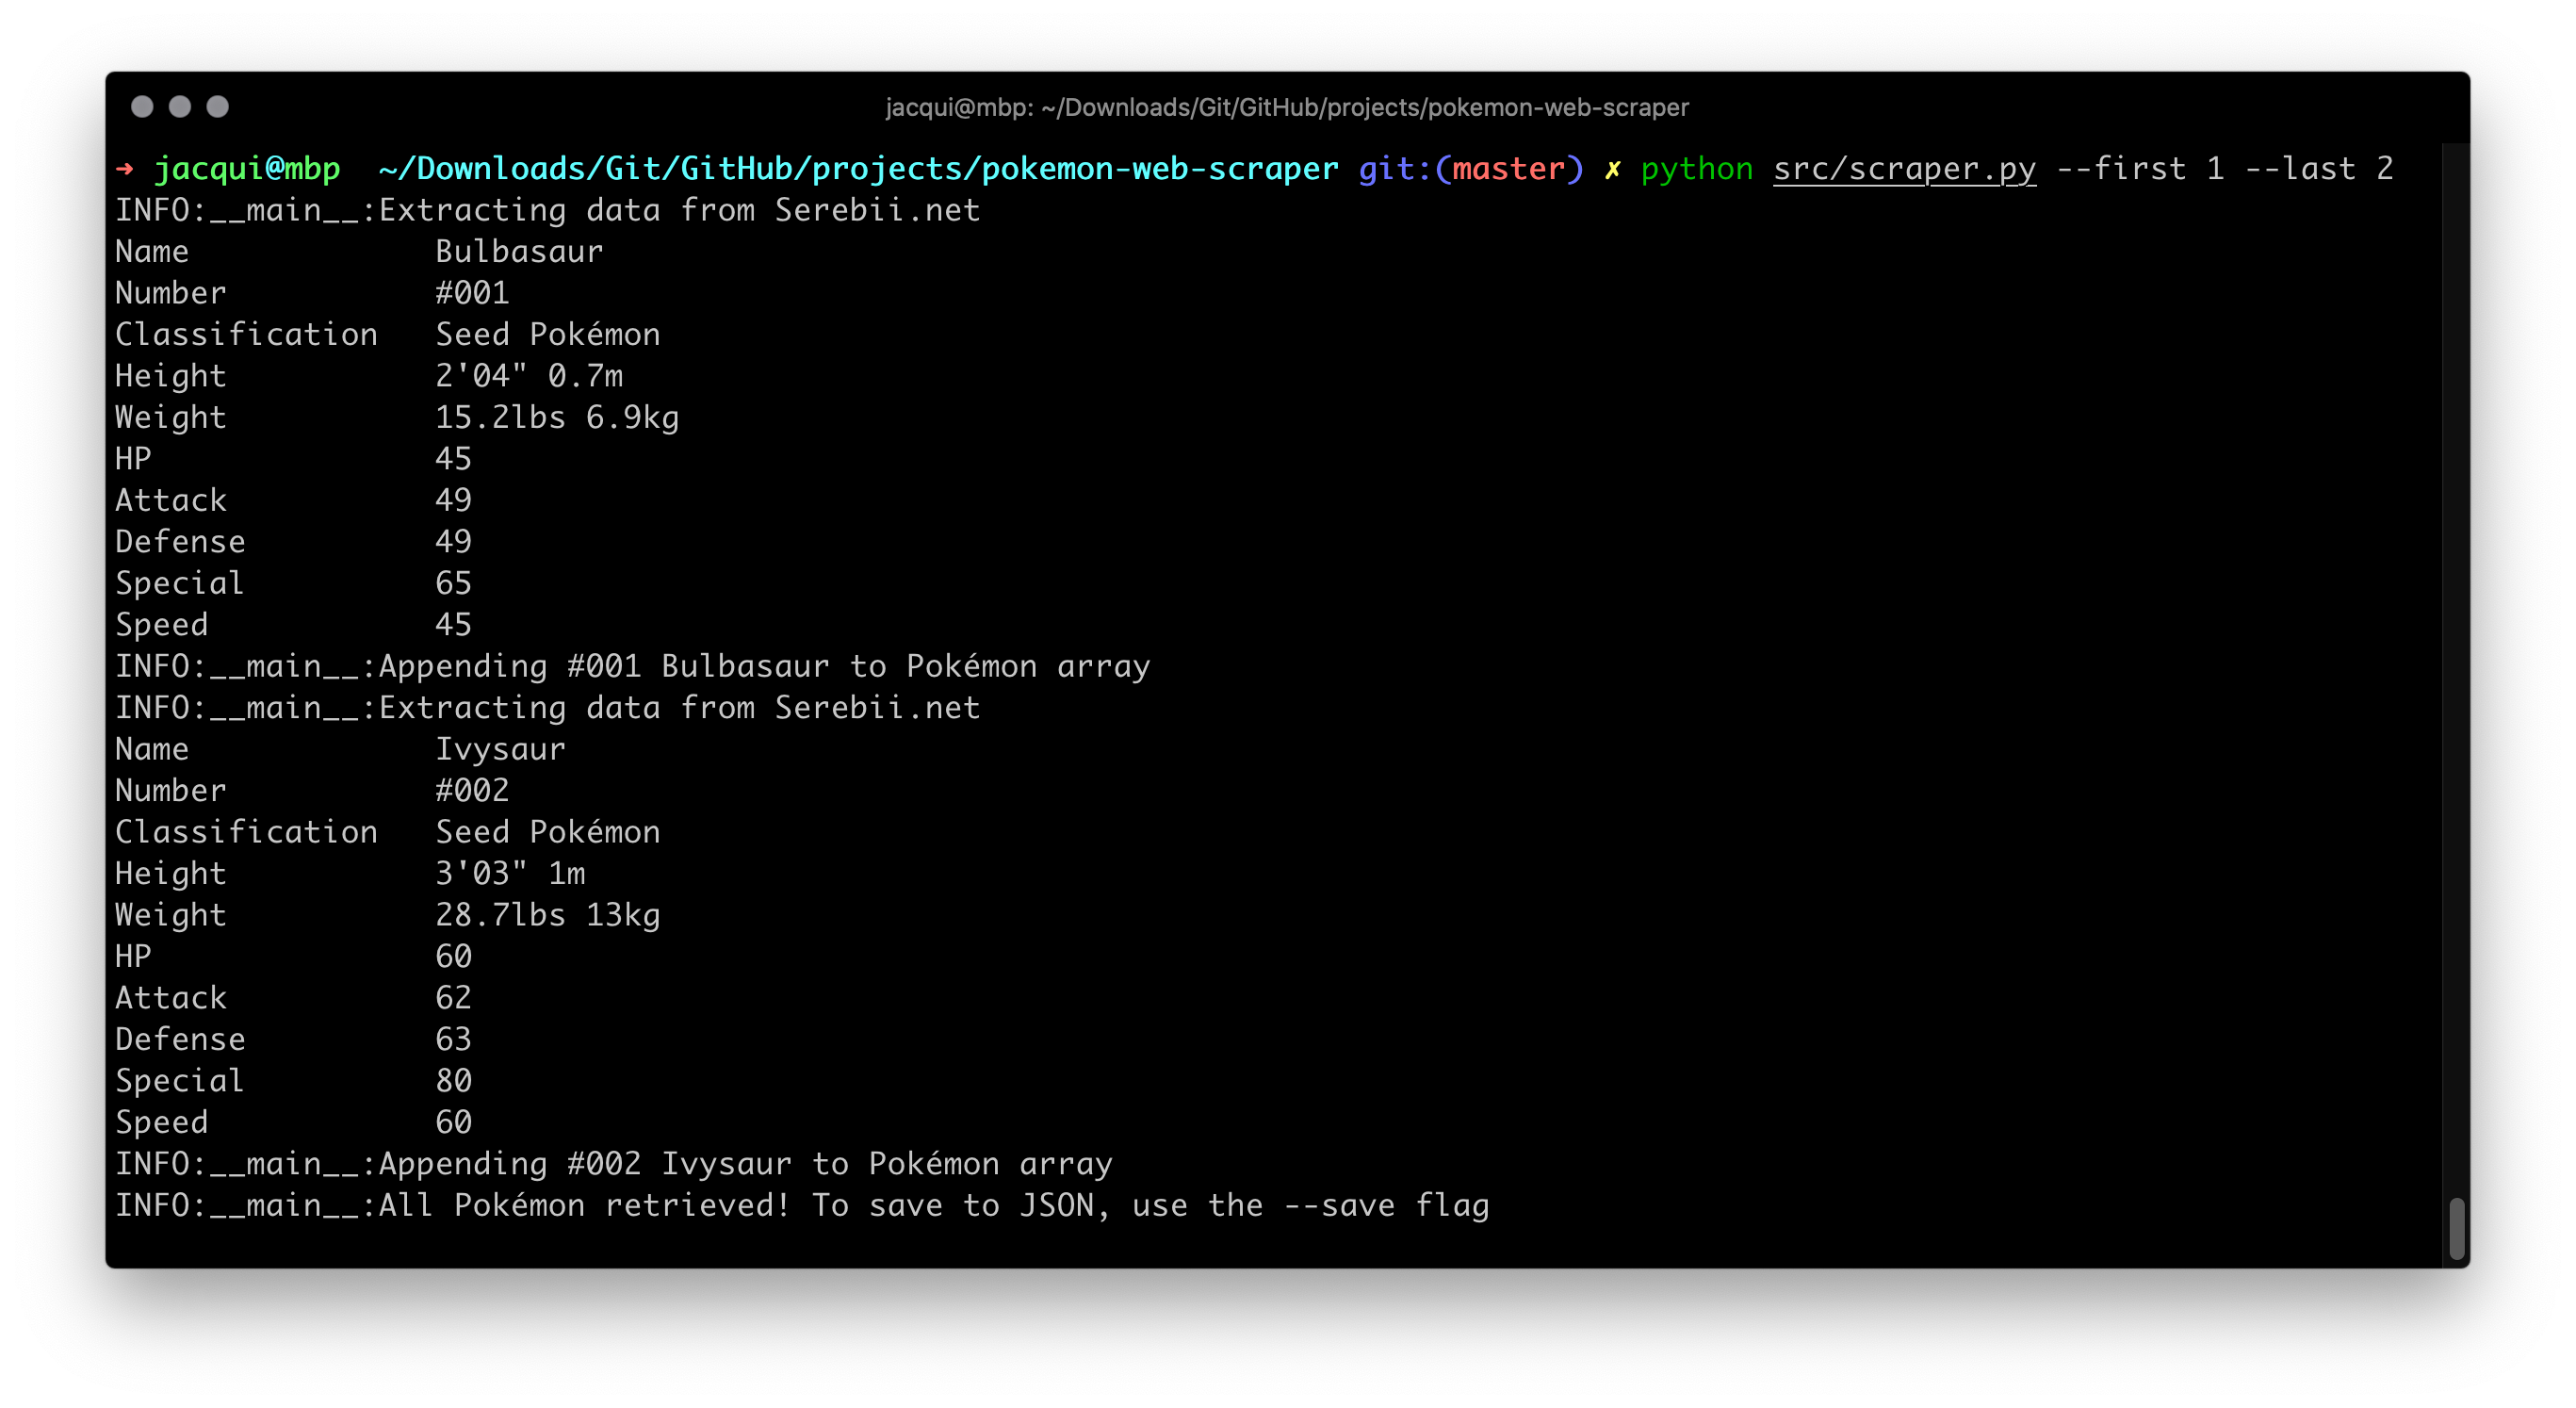 jacqui@mbp: ~/Downloads/Git/GitHub/projects/pokemon-web-scraper
➜ jacqui@mbp  ~/Downloads/Git/GitHub/projects/pokemon-web-scraper git:(master) ✗ python src/scraper.py --first 1 --last 2
INFO:__main__:Extracting data from Serebii.net
Name             Bulbasaur
Number           #001
Classification   Seed Pokémon
Height           2'04" 0.7m
Weight           15.2lbs 6.9kg
HP               45
Attack           49
Defense          49
Special          65
Speed            45
INFO:__main__:Appending #001 Bulbasaur to Pokémon array
INFO:__main__:Extracting data from Serebii.net
Name             Ivysaur
Number           #002
Classification   Seed Pokémon
Height           3'03" 1m
Weight           28.7lbs 13kg
HP               60
Attack           62
Defense          63
Special          80
Speed            60
INFO:__main__:Appending #002 Ivysaur to Pokémon array
INFO:__main__:All Pokémon retrieved! To save to JSON, use the --save flag